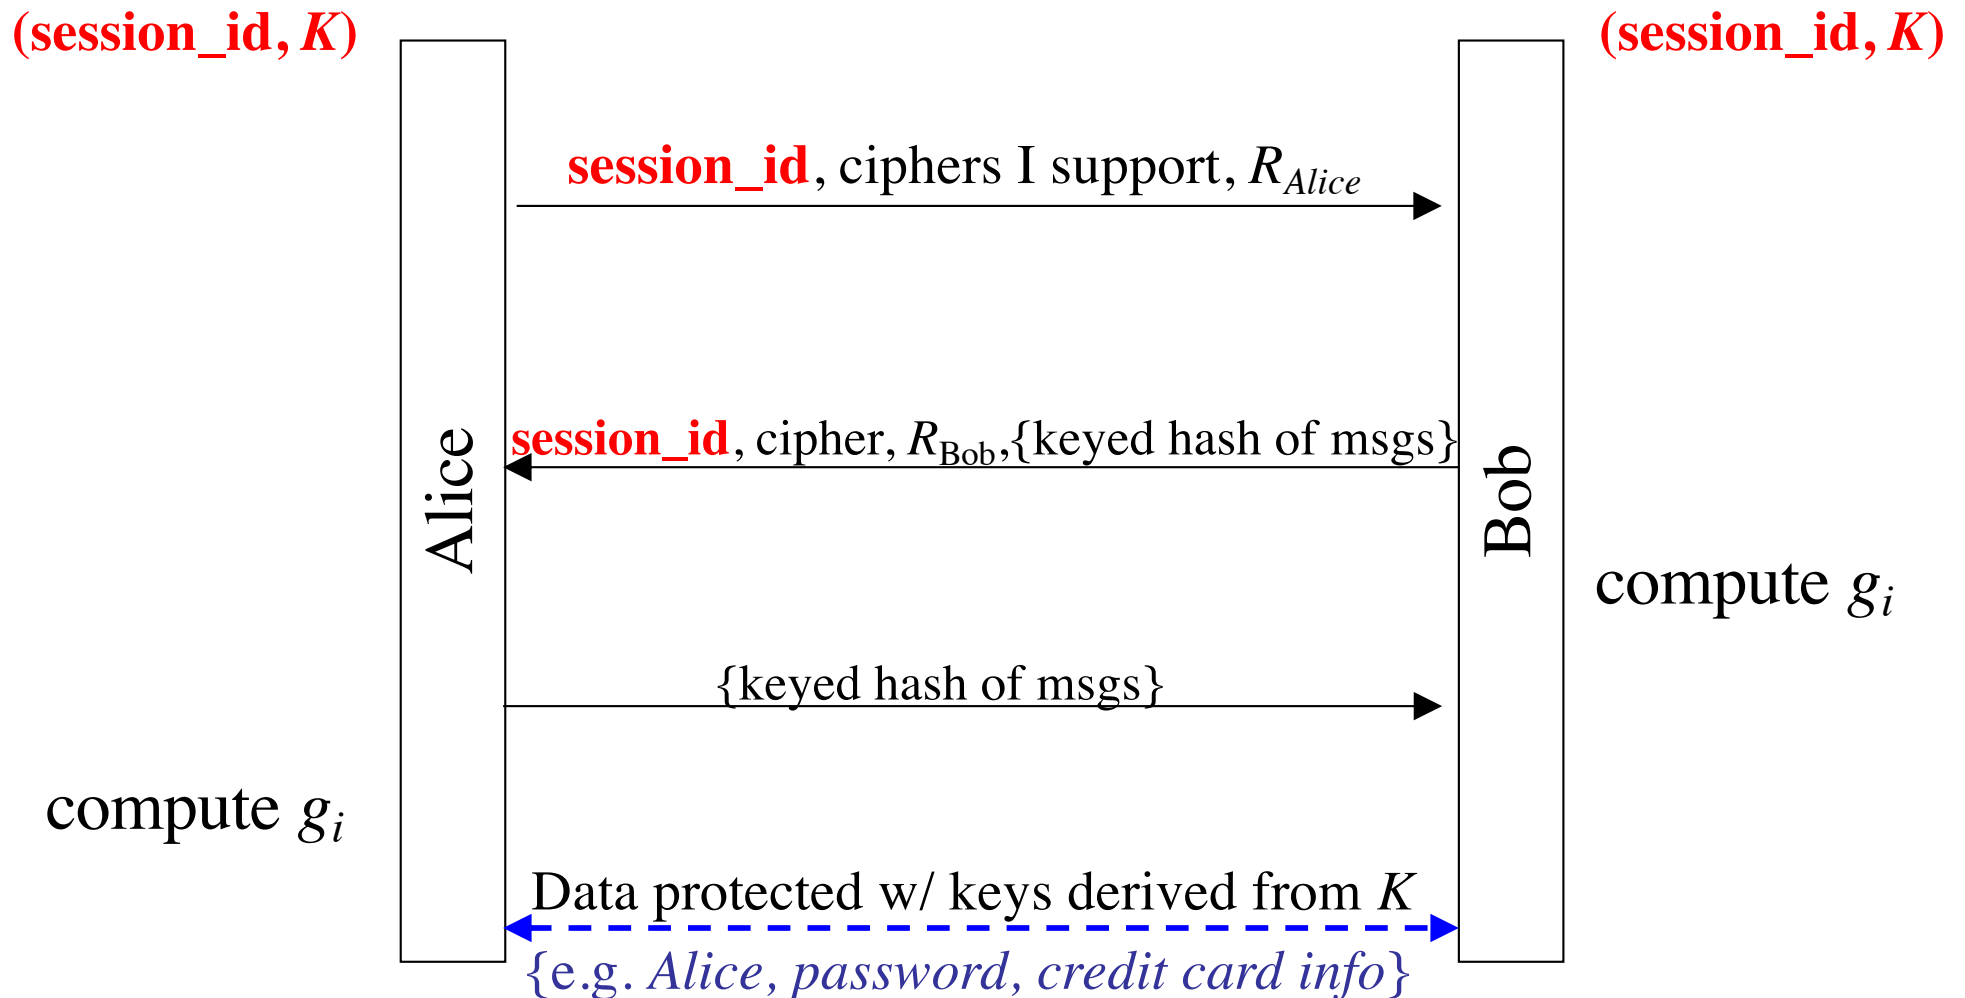 (session_id, K)
(session_id, K)
session_id, ciphers I support, R_Alice
session_id, cipher, R_Bob,{keyed hash of msgs}
Alice
Bob
compute g_i
{keyed hash of msgs}
compute g_i
Data protected w/ keys derived from K
{e.g. Alice, password, credit card info}